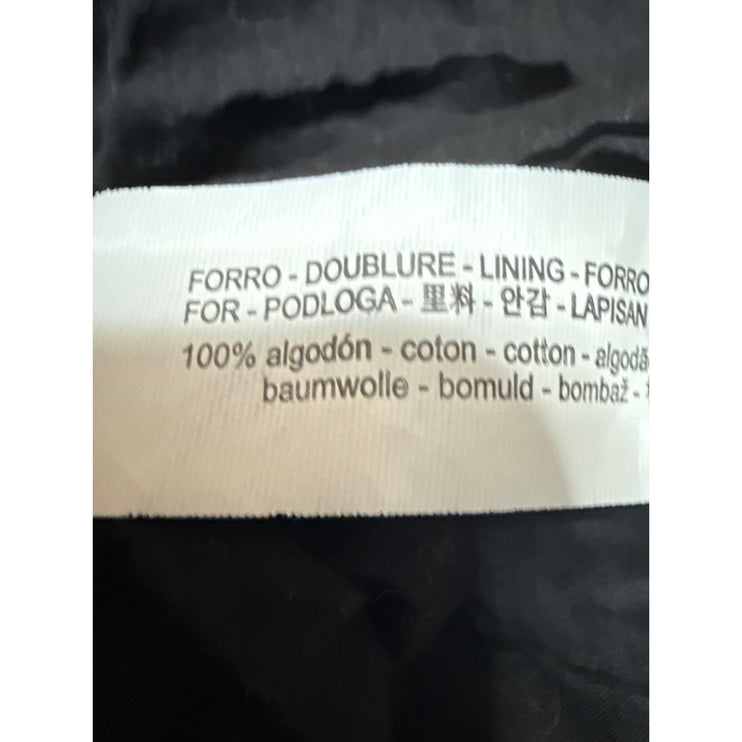 FORRO - DOUBLURE - LINING - FORRO
FOR - PODLOGA - 里料 - 안감 - LAPISAN
100% algodón - coton - cotton - algodã
baumwolle - bomuld - bombaž -